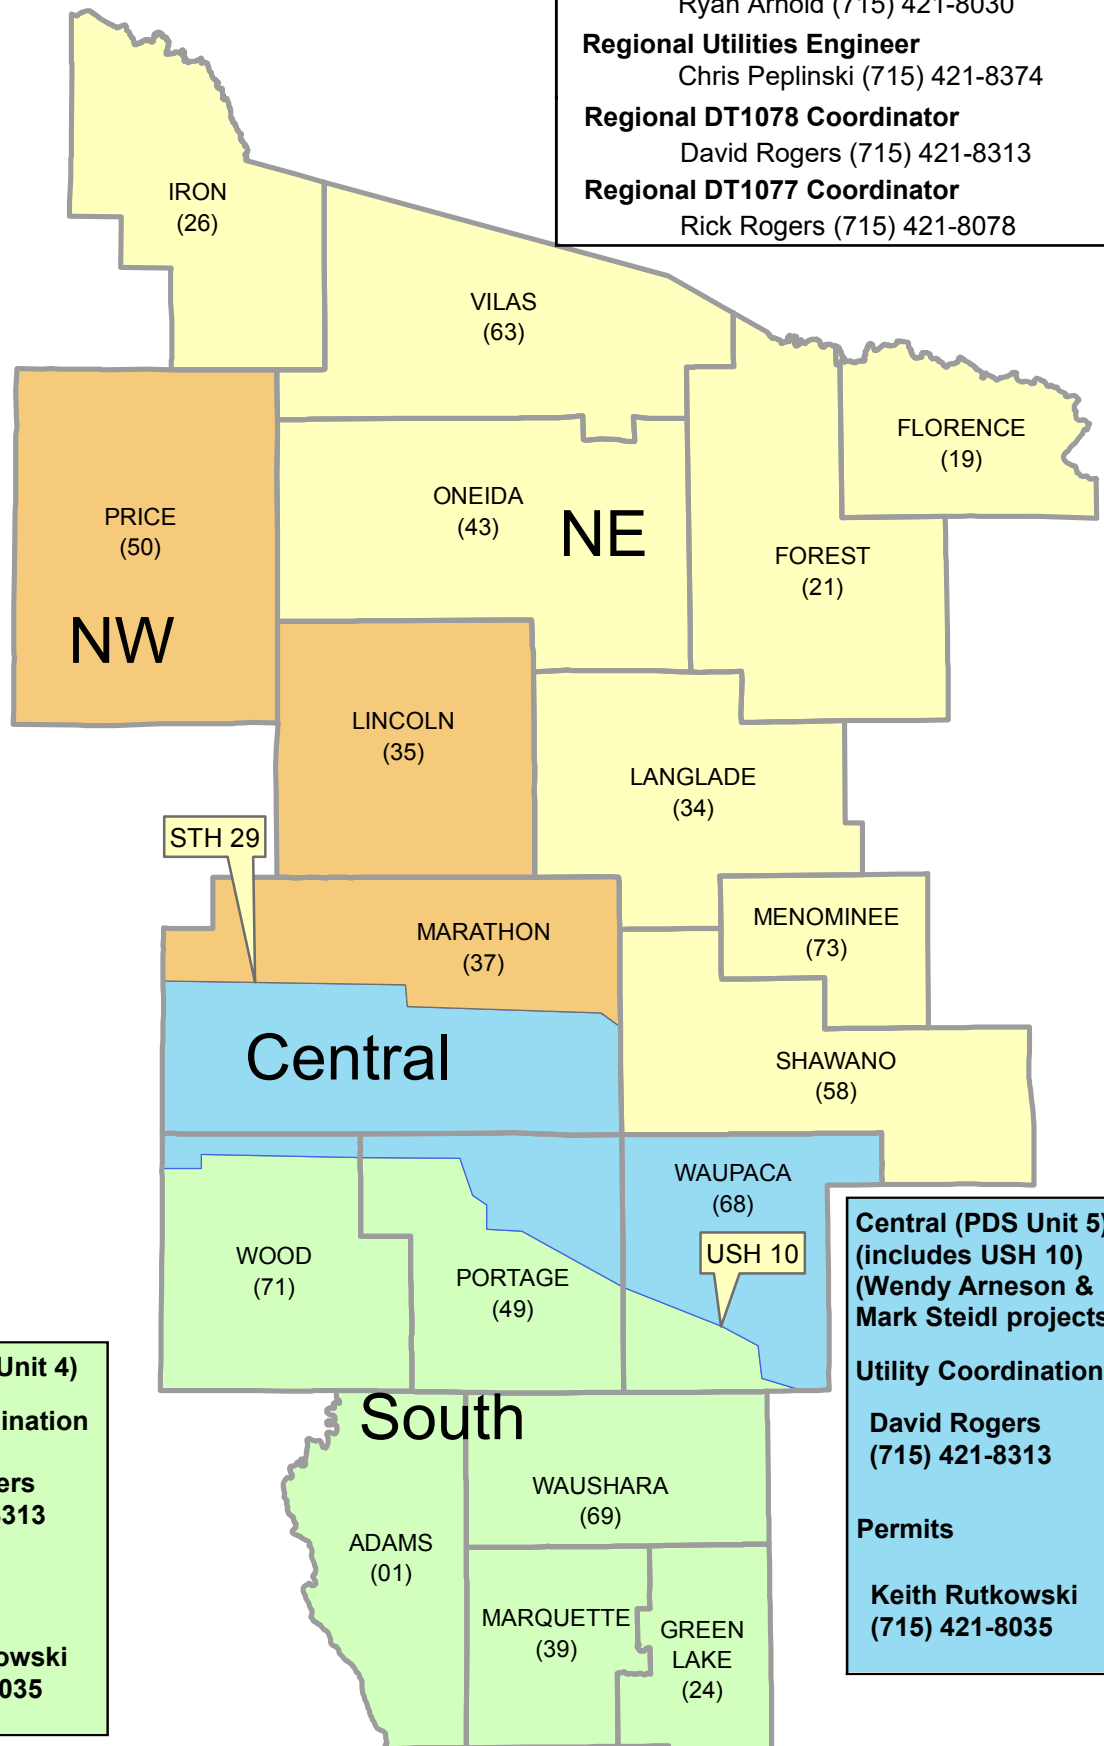 Ryan Arnold (715) 421-8030
Regional Utilities Engineer
Chris Peplinski (715) 421-8374
Regional DT1078 Coordinator
David Rogers (715) 421-8313
Regional DT1077 Coordinator
Rick Rogers (715) 421-8078
IRON
(26)
VILAS
(63)
FLORENCE
(19)
PRICE
(50)
ONEIDA
(43)
NE
FOREST
(21)
NW
LINCOLN
(35)
LANGLADE
(34)
STH 29
MARATHON
(37)
MENOMINEE
(73)
Central
SHAWANO
(58)
WAUPACA
(68)
WOOD
(71)
PORTAGE
(49)
USH 10
Central (PDS Unit 5)
(includes USH 10)
(Wendy Arneson &
Mark Steidl projects
Utility Coordination
David Rogers
(715) 421-8313
Permits
Keith Rutkowski
(715) 421-8035
Unit 4)
ination
ers
313
owski
035
South
WAUSHARA
(69)
ADAMS
(01)
MARQUETTE
(39)
GREEN
LAKE
(24)